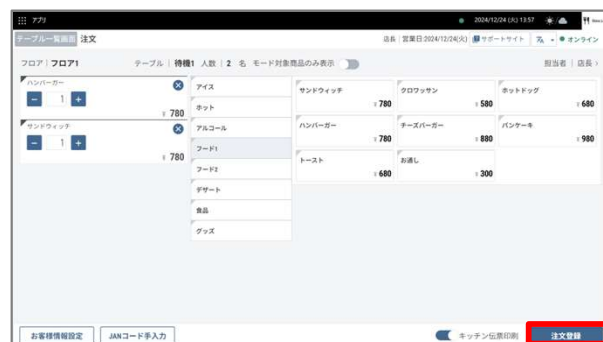 アプリ 2024/12/24 (火) 13:57
テーブル一覧画面 注文 店長 営業日:2024/12/24(火) サポートサイト オンライン
フロア フロア1 テーブル 待機1 人数 2 名 モード対象商品のみ表示 担当者 店長 >
ハンバーガー
- 1 +
¥ 780
サンドウィッチ
- 1 +
¥ 780
アイス
ホット
アルコール
フード1
フード2
デザート
食品
グッズ
サンドウィッチ クロワッサン ホットドッグ
¥ 780 ¥ 580 ¥ 680
ハンバーガー チーズバーガー パンケーキ
¥ 780 ¥ 880 ¥ 980
トースト お通し
¥ 680 ¥ 300
お客様情報設定 JANコード手入力 キッチン伝票印刷 注文登録